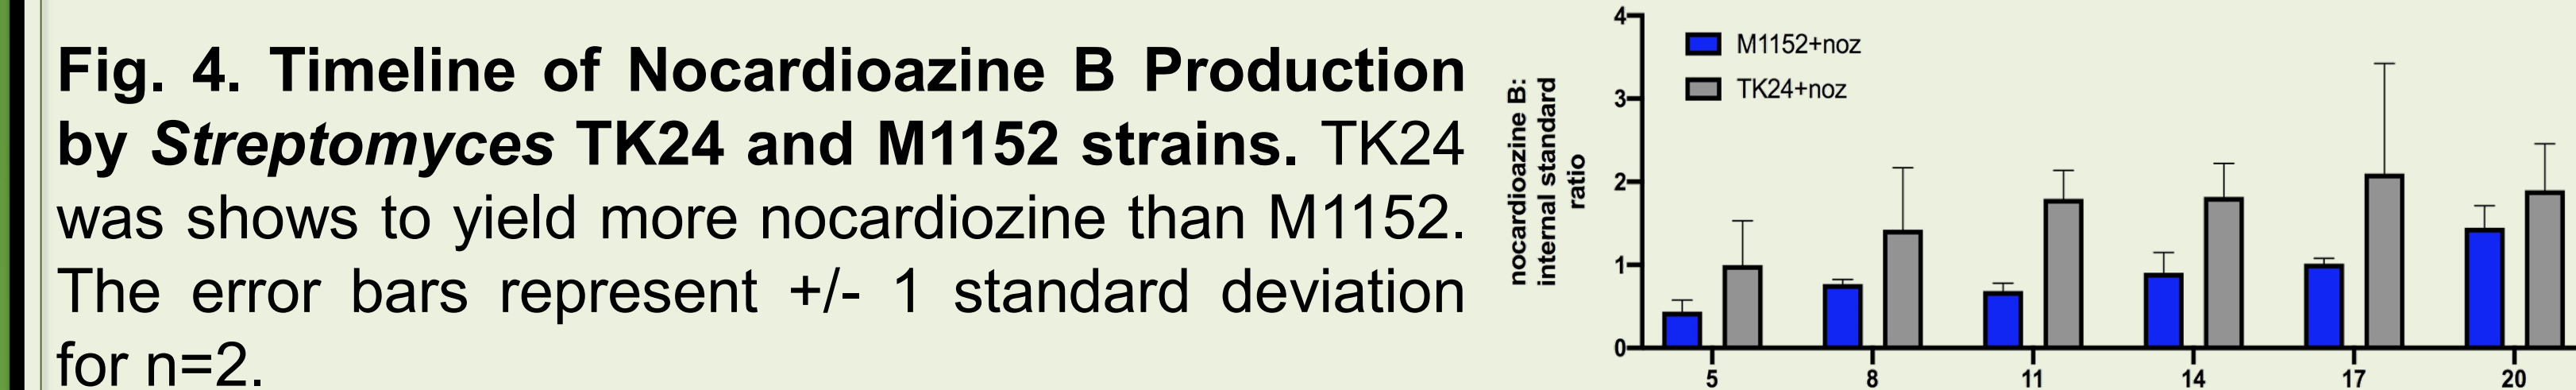 Fig. 4. Timeline of Nocardioazine B Production
by Streptomyces TK24 and M1152 strains. TK24
was shows to yield more nocardiozine than M1152.
The error bars represent +/- 1 standard deviation
for n=2.
nocardioazine B:
internal standard
ratio
4
3
2
1
0
M1152+noz
TK24+noz
5 8 11 14 17 20